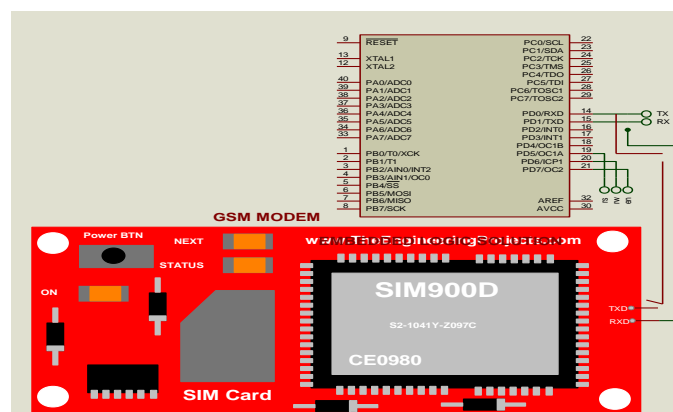 9 RESET
13 XTAL1
12 XTAL2
40 PA0/ADC0
39 PA1/ADC1
38 PA2/ADC2
37 PA3/ADC3
36 PA4/ADC4
35 PA5/ADC5
34 PA6/ADC6
33 PA7/ADC7
1 PB0/T0/XCK
2 PB1/T1
3 PB2/AIN0/INT2
4 PB3/AIN1/OC0
5 PB4/SS
6 PB5/MOSI
7 PB6/MISO
8 PB7/SCK
PC0/SCL 22
PC1/SDA 23
PC2/TCK 24
PC3/TMS 25
PC4/TDO 26
PC5/TDI 27
PC6/TOSC1 28
PC7/TOSC2 29
PD0/RXD 14
PD1/TXD 15
PD2/INT0 16
PD3/INT1 17
PD4/OC1B 18
PD5/OC1A 19
PD6/ICP1 20
PD7/OC2 21
AREF 32
AVCC 30
TX
RX
GSM MODEM
Power BTN
NEXT
STATUS
ON
EMBEDDED LOGIC SOLUTION
SIM900D
S2-1041Y-Z097C
CE0980
SIM Card
TXD
RXD